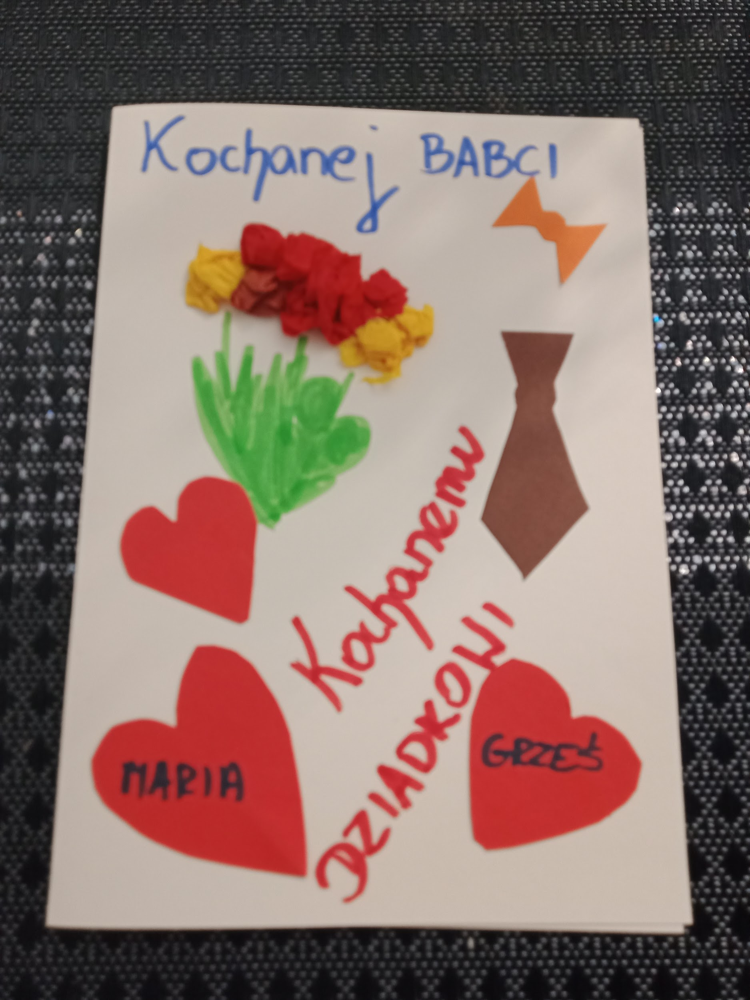 Kochanej BABCI
Kochanemu
DZIADKOWI
MARIA
GRZEŚ